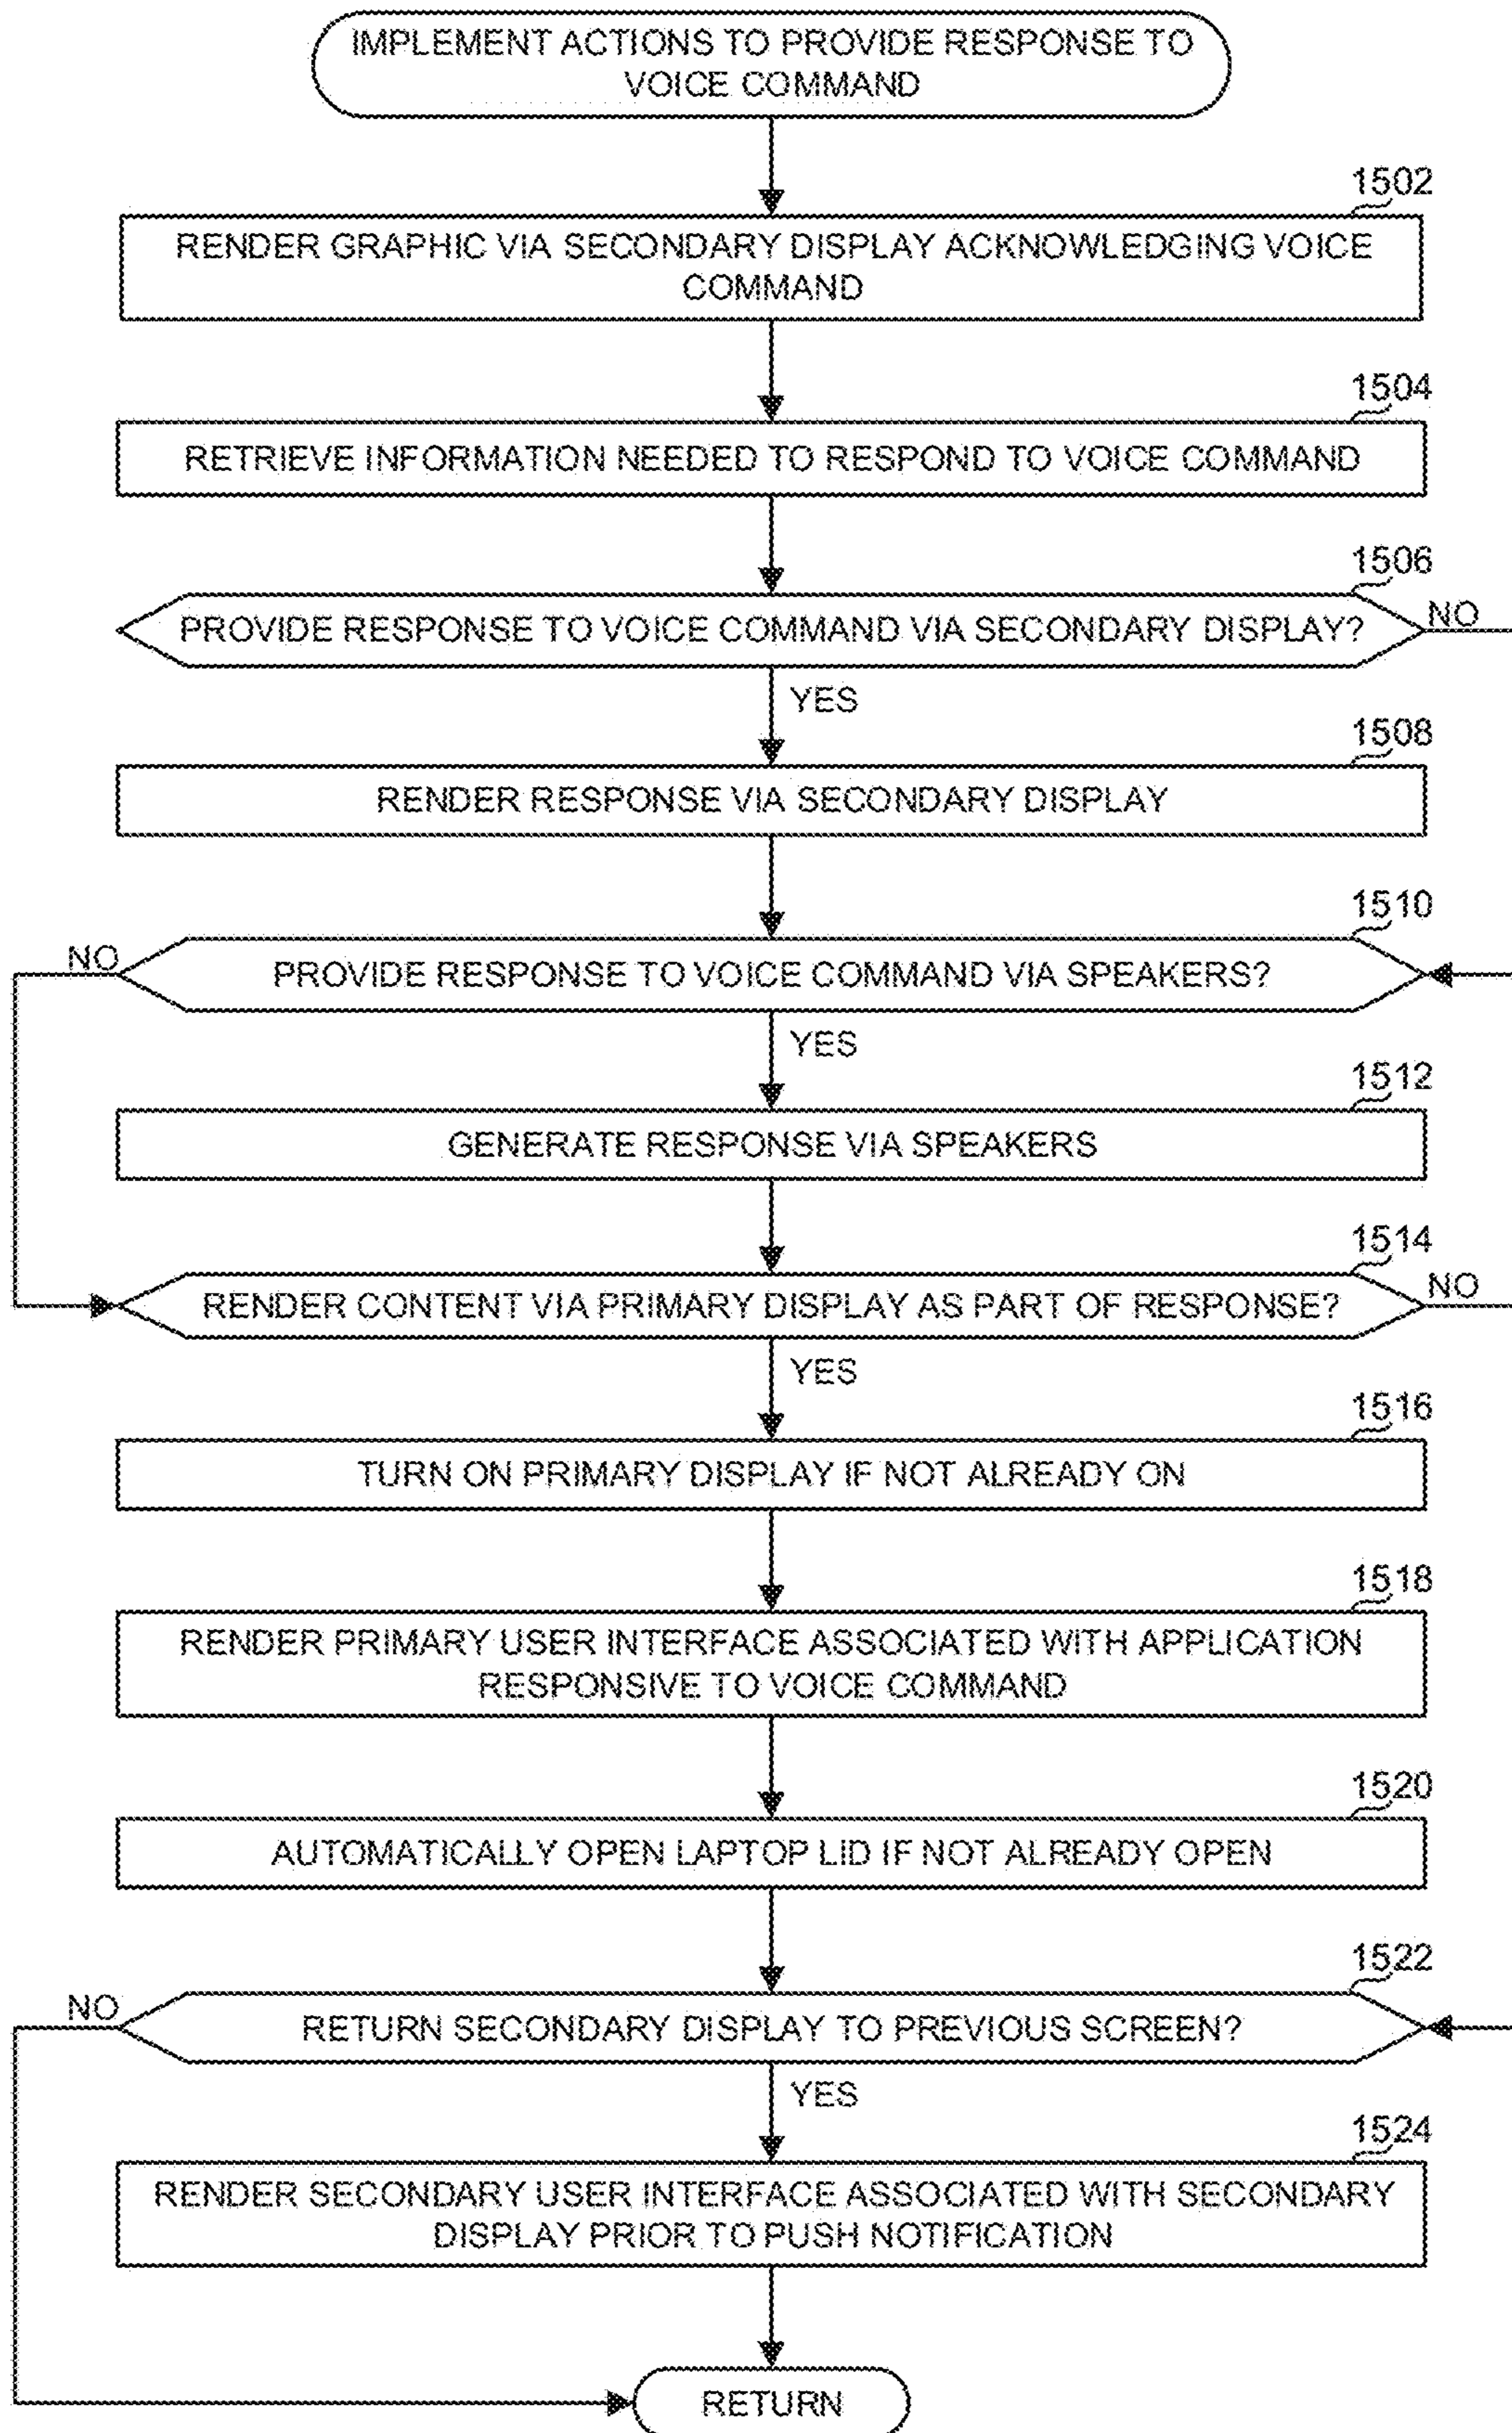 IMPLEMENT ACTIONS TO PROVIDE RESPONSE TO
VOICE COMMAND
1502
RENDER GRAPHIC VIA SECONDARY DISPLAY ACKNOWLEDGING VOICE
COMMAND
1504
RETRIEVE INFORMATION NEEDED TO RESPOND TO VOICE COMMAND
1506
PROVIDE RESPONSE TO VOICE COMMAND VIA SECONDARY DISPLAY?
NO
YES
1508
RENDER RESPONSE VIA SECONDARY DISPLAY
1510
NO
PROVIDE RESPONSE TO VOICE COMMAND VIA SPEAKERS?
YES
1512
GENERATE RESPONSE VIA SPEAKERS
1514
RENDER CONTENT VIA PRIMARY DISPLAY AS PART OF RESPONSE?
NO
YES
1516
TURN ON PRIMARY DISPLAY IF NOT ALREADY ON
1518
RENDER PRIMARY USER INTERFACE ASSOCIATED WITH APPLICATION
RESPONSIVE TO VOICE COMMAND
1520
AUTOMATICALLY OPEN LAPTOP LID IF NOT ALREADY OPEN
1522
NO
RETURN SECONDARY DISPLAY TO PREVIOUS SCREEN?
YES
1524
RENDER SECONDARY USER INTERFACE ASSOCIATED WITH SECONDARY
DISPLAY PRIOR TO PUSH NOTIFICATION
RETURN